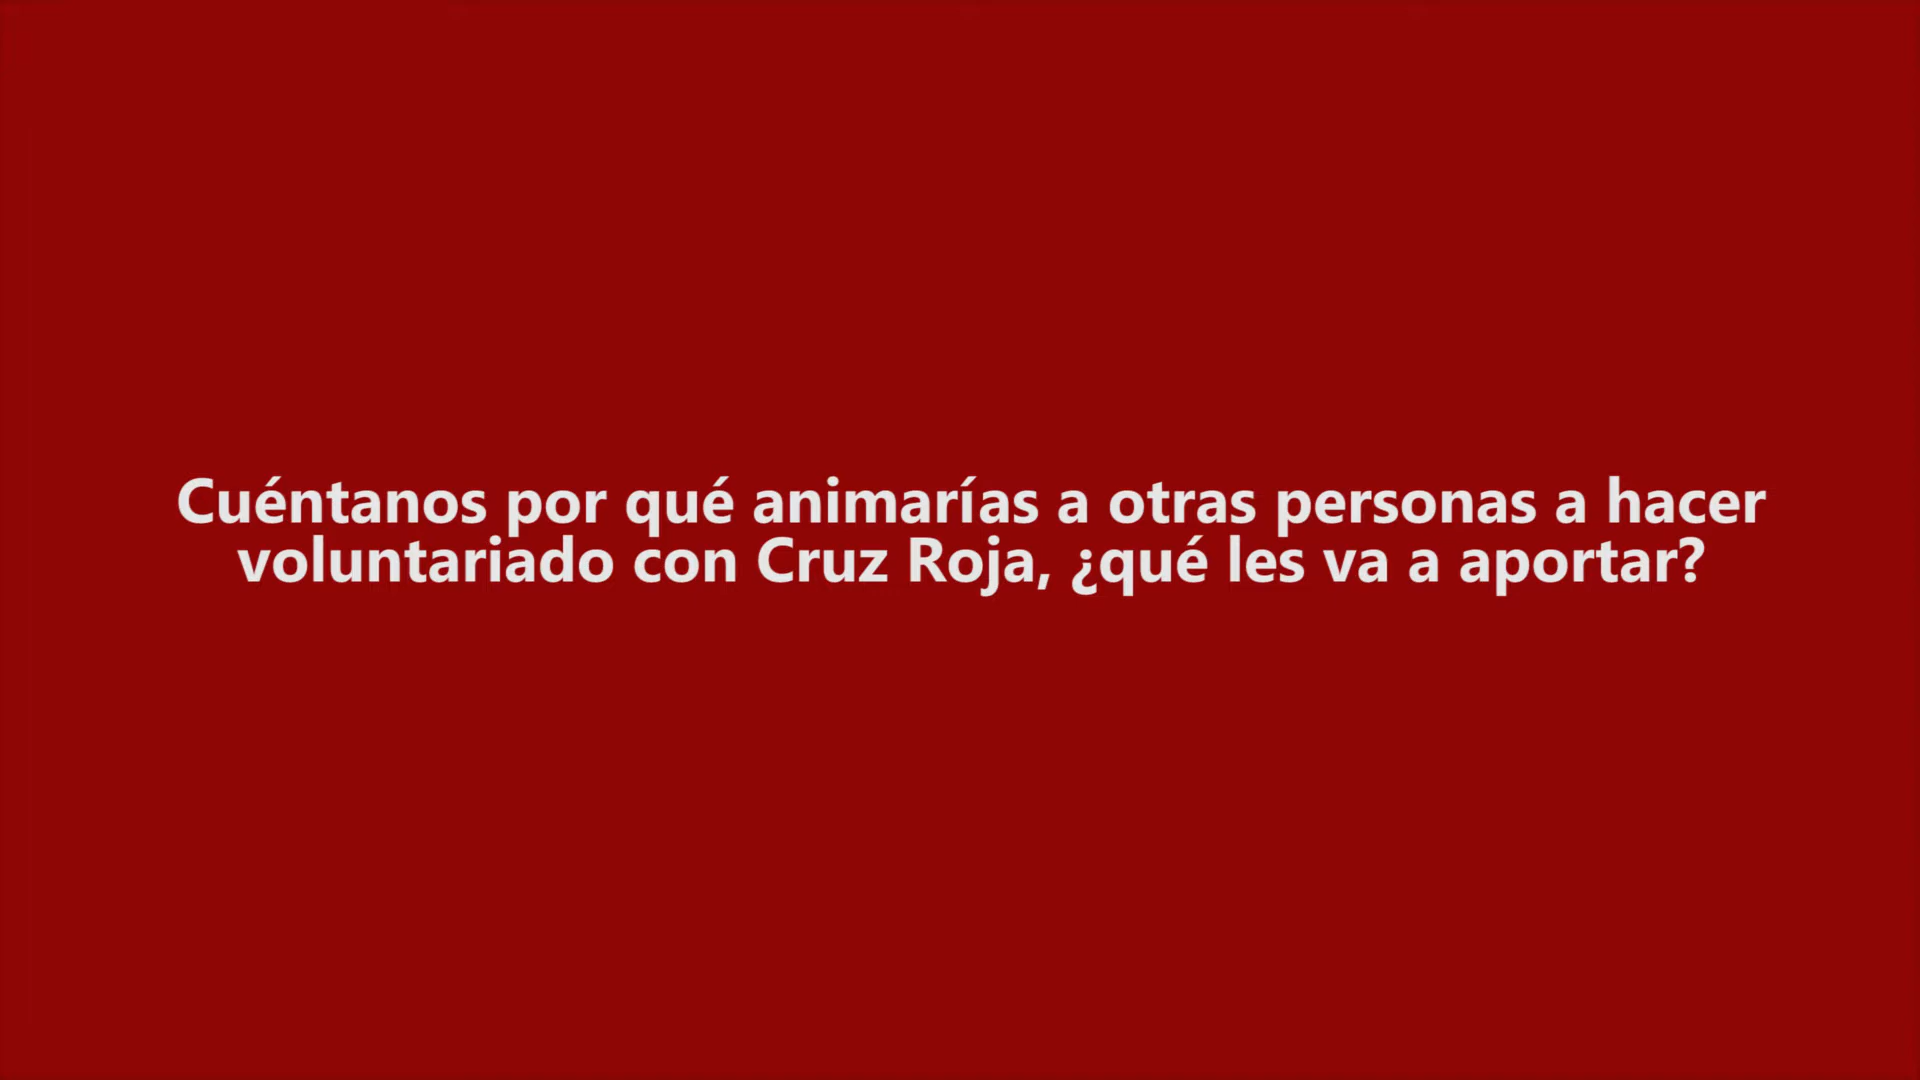 Cuéntanos por qué animarías a otras personas a hacer
voluntariado con Cruz Roja, ¿qué les va a aportar?